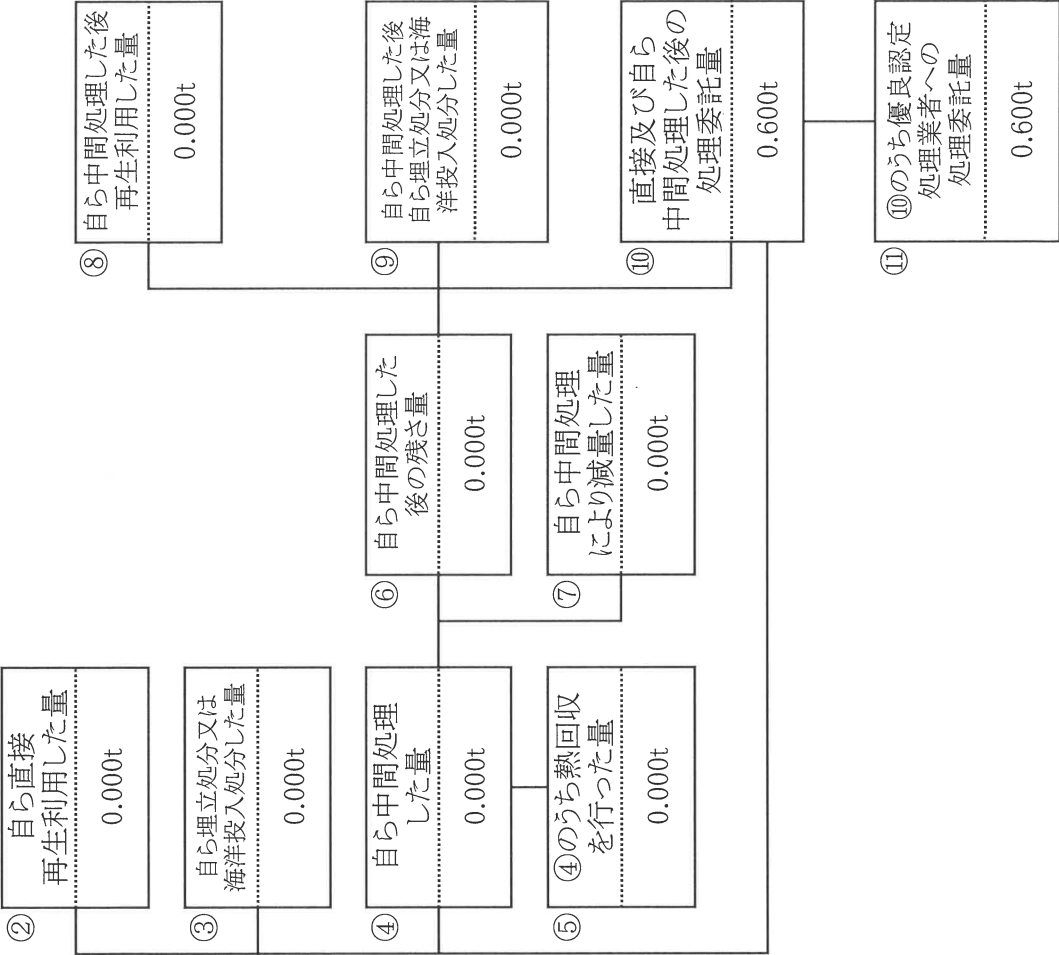 ②
自ら直接
再生利用した量
0.000t
③
自ら埋立処分又は
海洋投入処分した量
0.000t
④
自ら中間処理
した量
0.000t
⑤
④のうち熱回収
を行った量
0.000t
⑥
自ら中間処理した
後の残さ量
0.000t
⑦
自ら中間処理
により減量した量
0.000t
⑧
自ら中間処理した後
再生利用した量
0.000t
⑨
自ら中間処理した後
自ら埋立処分又は海
洋投入処分した量
0.000t
⑩
直接及び自ら
中間処理した後の
処理委託量
0.600t
⑪
⑩のうち優良認定
処理業者への
処理委託量
0.600t